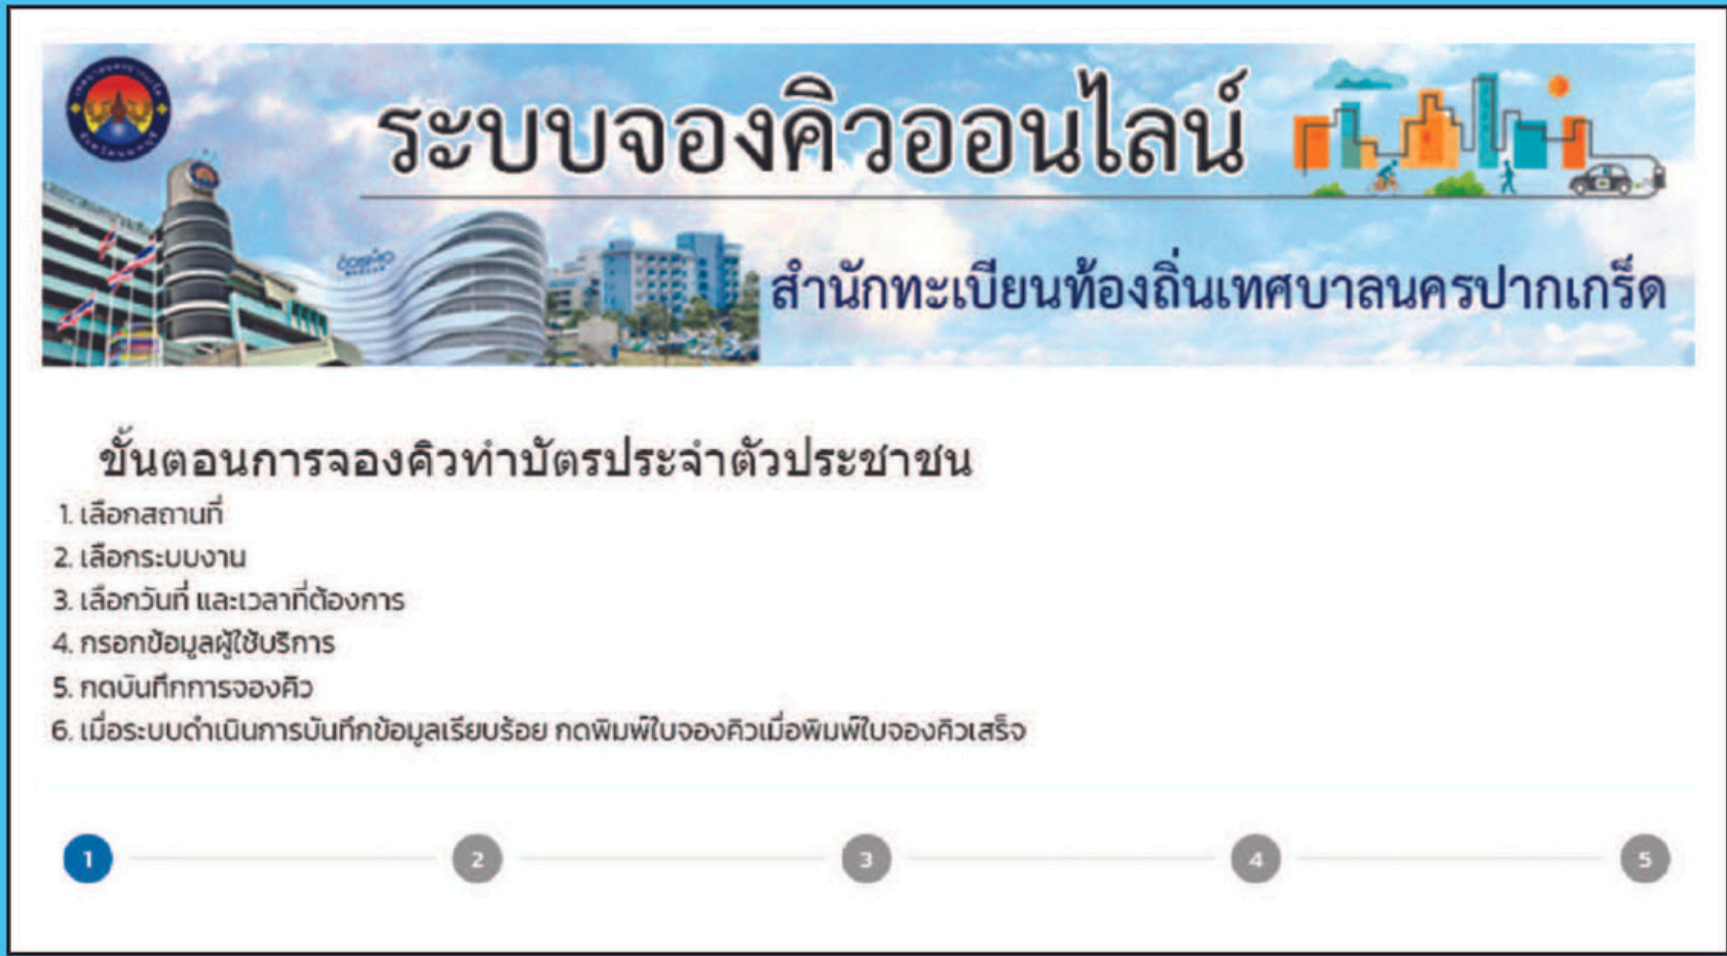 ระบบจองคิวออนไลน์
สำนักทะเบียนท้องถิ่นเทศบาลนครปากเกร็ด
ขั้นตอนการจองคิวทำบัตรประจำตัวประชาชน
1. เลือกสถานที่
2. เลือกระบบงาน
3. เลือกวันที่ และเวลาที่ต้องการ
4. กรอกข้อมูลผู้ใช้บริการ
5. กดบันทึกการจองคิว
6. เมื่อระบบดำเนินการบันทึกข้อมูลเรียบร้อย กดพิมพ์ใบจองคิวเมื่อพิมพ์ใบจองคิวเสร็จ
1 2 3 4 5